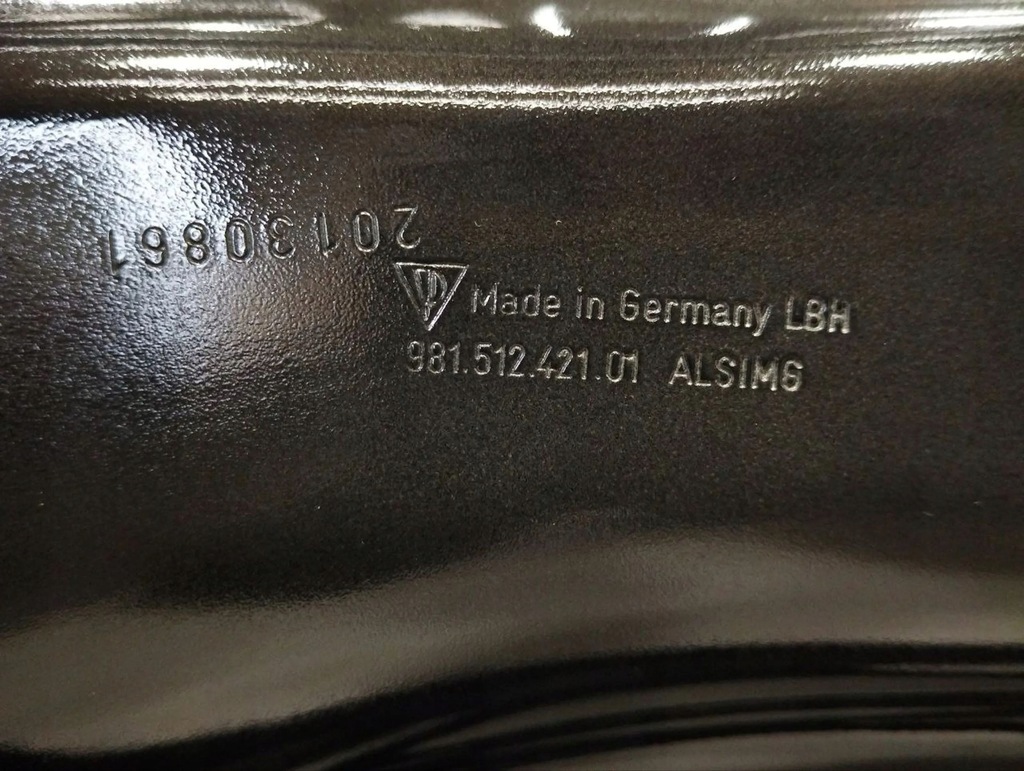 20130861
Made in Germany LBH
981.512.421.01 ALSIMG